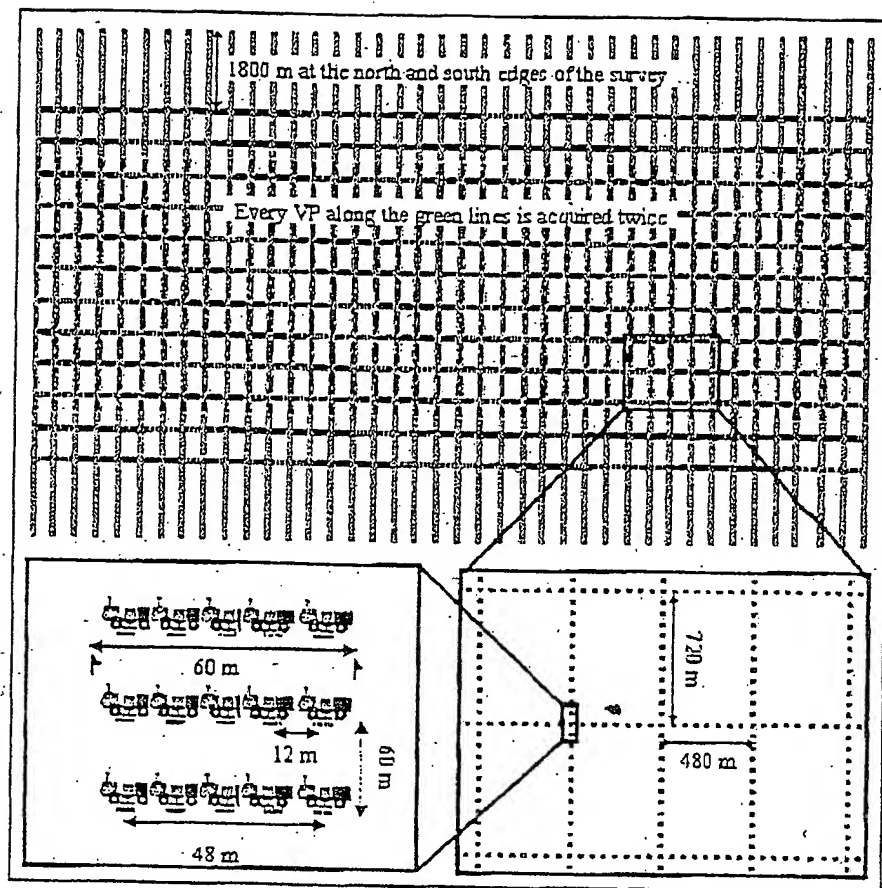 1800 m at the north and south edges of the survey
Every VP along the green lines is acquired twice
60 m
12 m
60 m
48 m
720 m
480 m